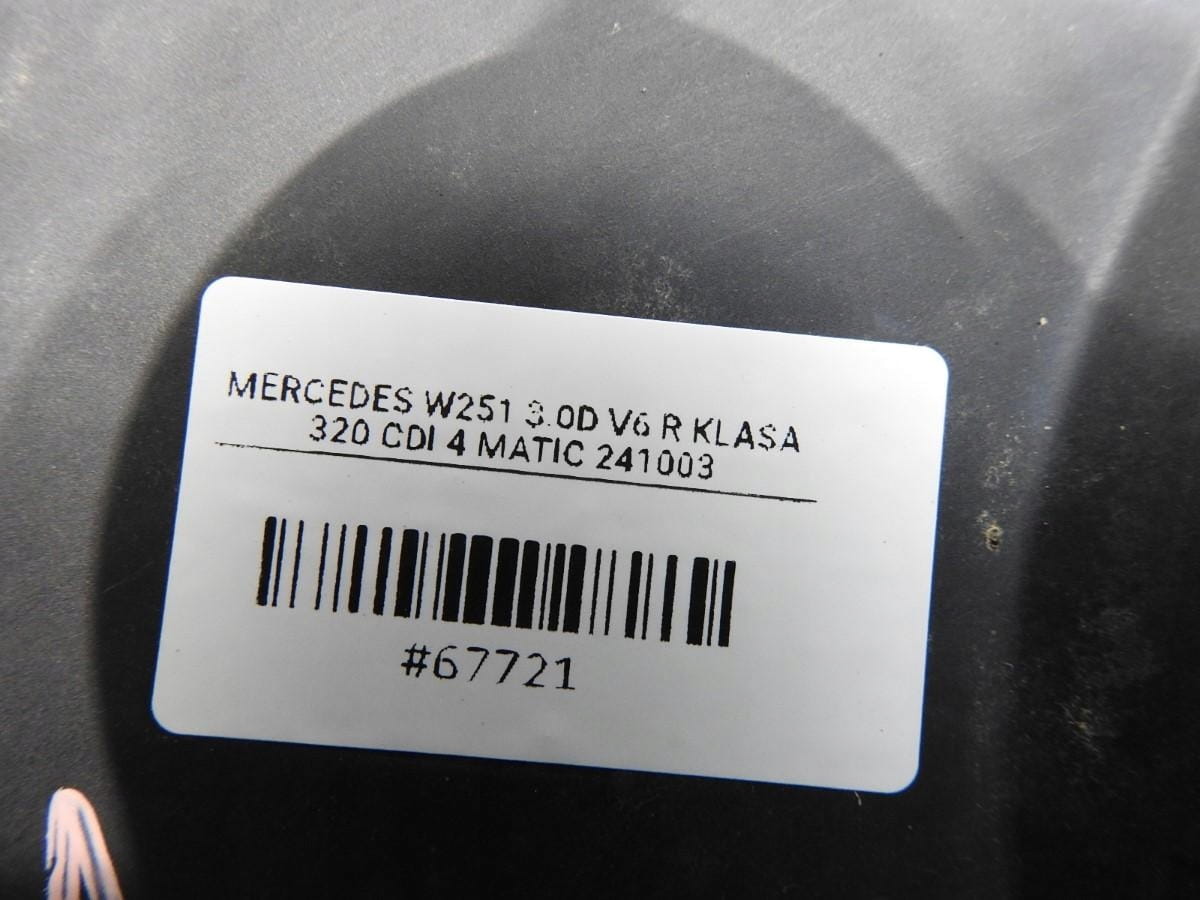 MERCEDES W251 3.0D V6 R KLASA
320 CDI 4 MATIC 241003
#67721